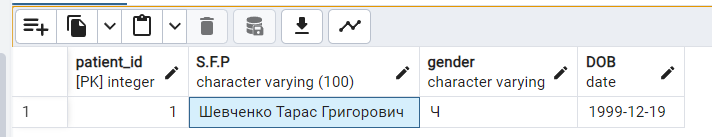 patient_id S.F.P gender DOB
[PK] integer character varying (100) character varying date
1 1 Шевченко Тарас Григорович Ч 1999-12-19